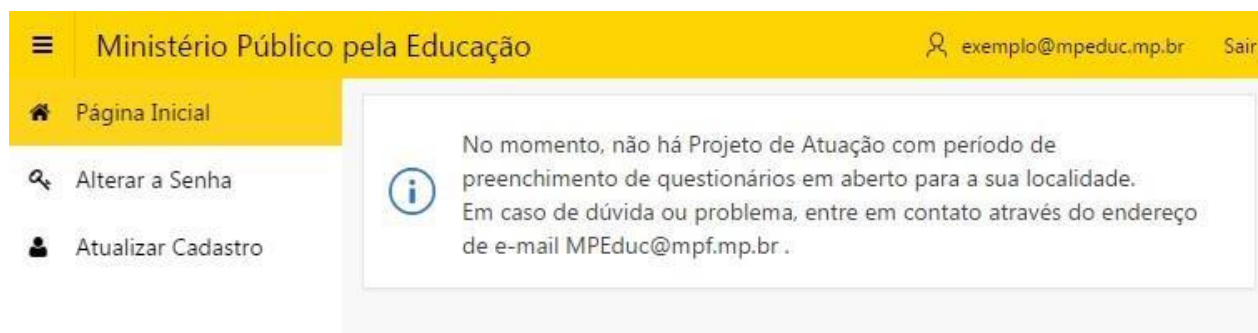 Ministério Público pela Educação
exemplo@mpeduc.mp.br
Sair
Página Inicial
Alterar a Senha
Atualizar Cadastro
No momento, não há Projeto de Atuação com período de
preenchimento de questionários em aberto para a sua localidade.
Em caso de dúvida ou problema, entre em contato através do endereço
de e-mail MPEduc@mpf.mp.br .